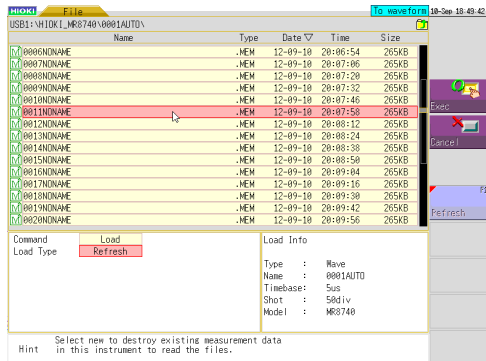 HIOKI File To waveform 10-Sep 18:49:42
USB1:\HIOKI_MR8740\0001AUTO\
Name Type Date▽ Time Size
M 0006NONAME .MEM 12-09-10 20:06:54 265KB
M 0007NONAME .MEM 12-09-10 20:07:06 265KB
M 0008NONAME .MEM 12-09-10 20:07:20 265KB
M 0009NONAME .MEM 12-09-10 20:07:32 265KB
M 0010NONAME .MEM 12-09-10 20:07:46 265KB
M 0011NONAME .MEM 12-09-10 20:07:58 265KB
M 0012NONAME .MEM 12-09-10 20:08:12 265KB
M 0013NONAME .MEM 12-09-10 20:08:24 265KB
M 0014NONAME .MEM 12-09-10 20:08:38 265KB
M 0015NONAME .MEM 12-09-10 20:08:50 265KB
M 0016NONAME .MEM 12-09-10 20:09:04 265KB
M 0017NONAME .MEM 12-09-10 20:09:16 265KB
M 0018NONAME .MEM 12-09-10 20:09:30 265KB
M 0019NONAME .MEM 12-09-10 20:09:42 265KB
M 0020NONAME .MEM 12-09-10 20:09:56 265KB
Exec
Cancel
Refresh
Command Load
Load Type Refresh
Load Info
Type : Wave
Name : 0001AUTO
Timebase: 5us
Shot : 50div
Model : MR8740
Hint Select new to destroy existing measurement data
in this instrument to read the files.